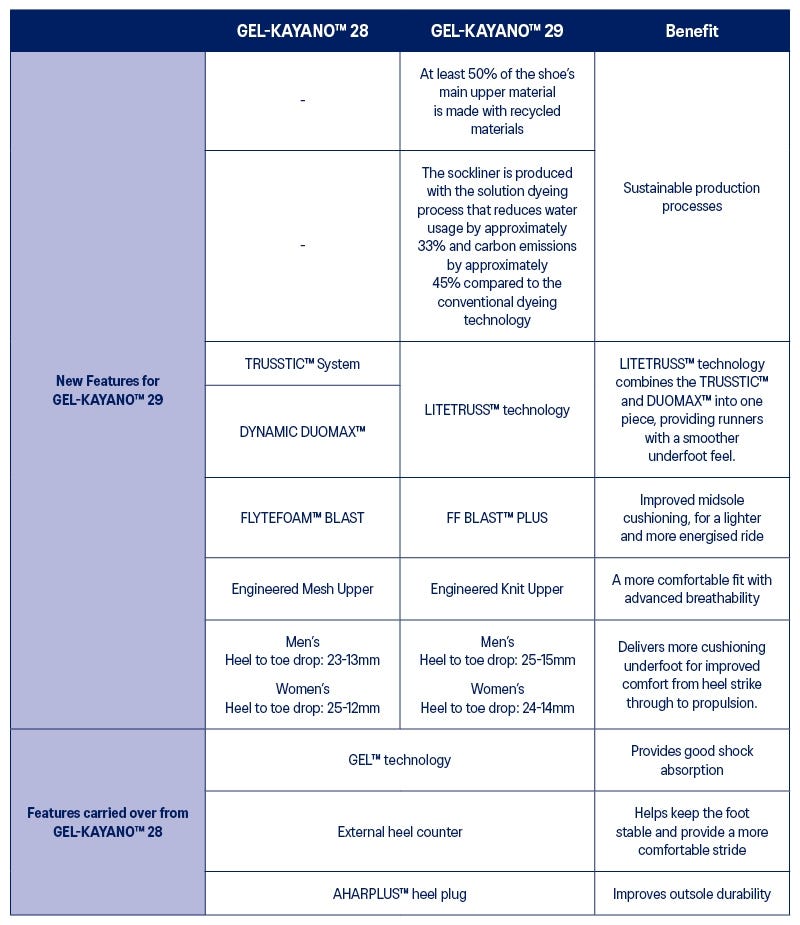 GEL-KAYANO™ 28
GEL-KAYANO™ 29
Benefit
New Features for
GEL-KAYANO™ 29
-
At least 50% of the shoe's
main upper material
is made with recycled
materials
Sustainable production
processes
-
The sockliner is produced
with the solution dyeing
process that reduces water
usage by approximately
33% and carbon emissions
by approximately
45% compared to the
conventional dyeing
technology
TRUSSTIC™ System
DYNAMIC DUOMAX™
LITETRUSS™ technology
LITETRUSS™ technology
combines the TRUSSTIC™
and DUOMAX™ into one
piece, providing runners
with a smoother
underfoot feel.
FLYTEFOAM™ BLAST
FF BLAST™ PLUS
Improved midsole
cushioning, for a lighter
and more energised ride
Engineered Mesh Upper
Engineered Knit Upper
A more comfortable fit with
advanced breathability
Men's
Heel to toe drop: 23-13mm
Women's
Heel to toe drop: 25-12mm
Men's
Heel to toe drop: 25-15mm
Women's
Heel to toe drop: 24-14mm
Delivers more cushioning
underfoot for improved
comfort from heel strike
through to propulsion.
Features carried over from
GEL-KAYANO™ 28
GEL™ technology
Provides good shock
absorption
External heel counter
Helps keep the foot
stable and provide a more
comfortable stride
AHARPLUS™ heel plug
Improves outsole durability